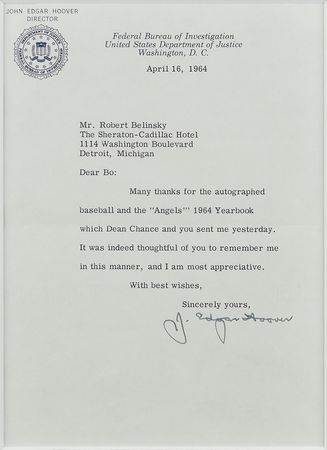 JOHN EDGAR HOOVER
DIRECTOR
Federal Bureau of Investigation
United States Department of Justice
Washington, D. C.
April 16, 1964
Mr. Robert Belinsky
The Sheraton-Cadillac Hotel
1114 Washington Boulevard
Detroit, Michigan
Dear Bo:
Many thanks for the autographed
baseball and the "Angels'" 1964 Yearbook
which Dean Chance and you sent me yesterday.
It was indeed thoughtful of you to remember me
in this manner, and I am most appreciative.
With best wishes,
Sincerely yours,
J. Edgar Hoover